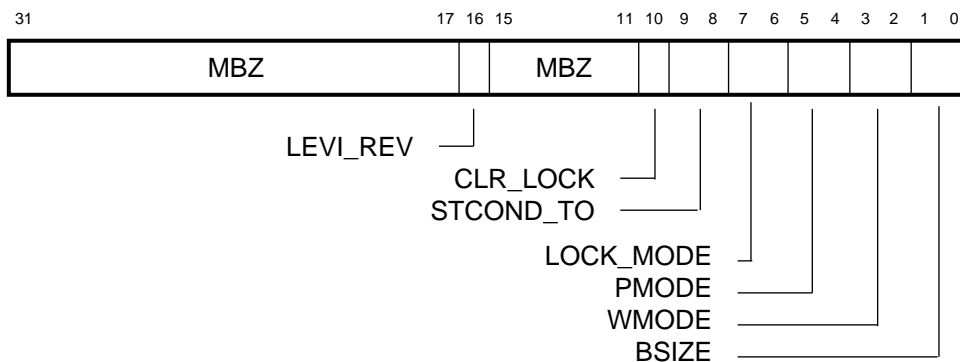 31 17 16 15 11 10 9 8 7 6 5 4 3 2 1 0
MBZ MBZ
LEVI_REV
CLR_LOCK
STCOND_TO
LOCK_MODE
PMODE
WMODE
BSIZE